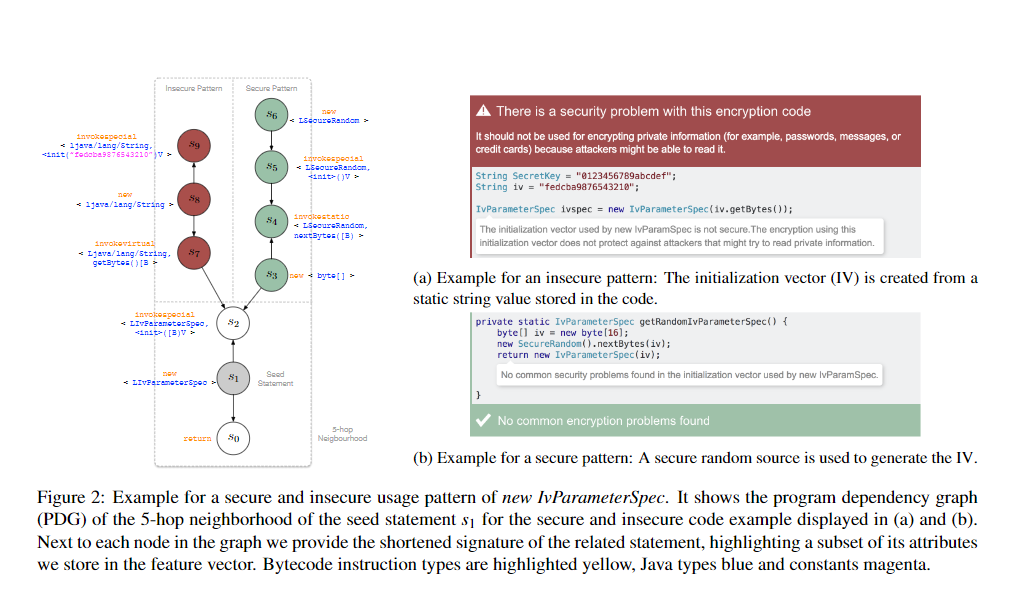 Insecure Pattern
Secure Pattern
s6
new
< LSecureRandom >
invokespecial
< ljava/lang/String,
<init("fedcba9876543210")V >
s9
s5
invokespecial
< LSecureRandom,
<init>()V >
new
< ljava/lang/String >
s8
s4
invokestatic
< LSecureRandom,
nextBytes([B) >
invokevirtual
< Ljava/lang/String,
getBytes()[B >
s7
s3
new < byte[] >
invokespecial
< LIvParameterSpec,
<init>([B)V >
s2
new
< LIvParameterSpec >
s1
Seed
Statement
return
s0
5-hop
Neigbourhood
There is a security problem with this encryption code
It should not be used for encrypting private information (for example, passwords, messages, or
credit cards) because attackers might be able to read it.
String SecretKey = "0123456789abcdef";
String iv = "fedcba9876543210";
IvParameterSpec ivspec = new IvParameterSpec(iv.getBytes());
The initialization vector used by new IvParamSpec is not secure.The encryption using this
initialization vector does not protect against attackers that might try to read private information.
(a) Example for an insecure pattern: The initialization vector (IV) is created from a
static string value stored in the code.
private static IvParameterSpec getRandomIvParameterSpec() {
byte[] iv = new byte[16];
new SecureRandom().nextBytes(iv);
return new IvParameterSpec(iv);
No common security problems found in the initialization vector used by new IvParamSpec.
}
No common encryption problems found
(b) Example for a secure pattern: A secure random source is used to generate the IV.
Figure 2: Example for a secure and insecure usage pattern of new IvParameterSpec. It shows the program dependency graph
(PDG) of the 5-hop neighborhood of the seed statement s1 for the secure and insecure code example displayed in (a) and (b).
Next to each node in the graph we provide the shortened signature of the related statement, highlighting a subset of its attributes
we store in the feature vector. Bytecode instruction types are highlighted yellow, Java types blue and constants magenta.